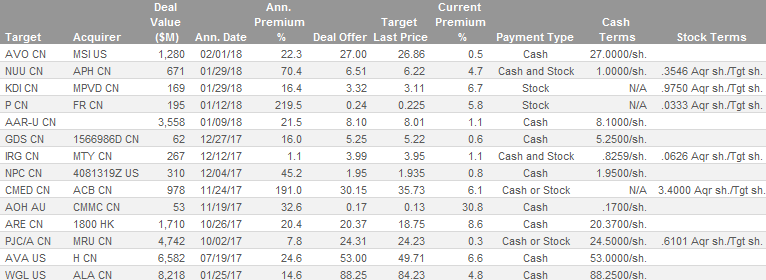 Target Acquirer Deal Value ($M) Ann. Date Ann. Premium % Deal Offer Target Last Price Current Premium % Payment Type Cash Terms Stock Terms
AVO CN MSI US 1,280 02/01/18 22.3 27.00 26.86 0.5 Cash 27.0000/sh.
NUU CN APH CN 671 01/29/18 70.4 6.51 6.22 4.7 Cash and Stock 1.0000/sh. .3546 Aqr sh./Tgt sh.
KDI CN MPVD CN 169 01/29/18 16.4 3.32 3.11 6.7 Stock N/A .9750 Aqr sh./Tgt sh.
P CN FR CN 195 01/12/18 219.5 0.24 0.225 5.8 Stock N/A .0333 Aqr sh./Tgt sh.
AAR-U CN 3,558 01/09/18 21.5 8.10 8.01 1.1 Cash 8.1000/sh.
GDS CN 1566986D CN 62 12/27/17 16.0 5.25 5.22 0.6 Cash 5.2500/sh.
IRG CN MTY CN 267 12/12/17 1.1 3.99 3.95 1.1 Cash and Stock .8259/sh. .0626 Aqr sh./Tgt sh.
NPC CN 4081319Z US 310 12/04/17 45.2 1.95 1.935 0.8 Cash 1.9500/sh.
CMED CN ACB CN 978 11/24/17 191.0 30.15 35.73 6.1 Cash or Stock N/A 3.4000 Aqr sh./Tgt sh.
AOH AU CMMC CN 53 11/19/17 32.6 0.17 0.13 30.8 Cash .1700/sh.
ARE CN 1800 HK 1,710 10/26/17 20.4 20.37 18.75 8.6 Cash 20.3700/sh.
PJC/A CN MRU CN 4,742 10/02/17 7.8 24.31 24.23 0.3 Cash or Stock 24.5000/sh. .6101 Aqr sh./Tgt sh.
AVA US H CN 6,582 07/19/17 24.6 53.00 49.71 6.6 Cash 53.0000/sh.
WGL US ALA CN 8,218 01/25/17 14.6 88.25 84.23 4.8 Cash 88.2500/sh.